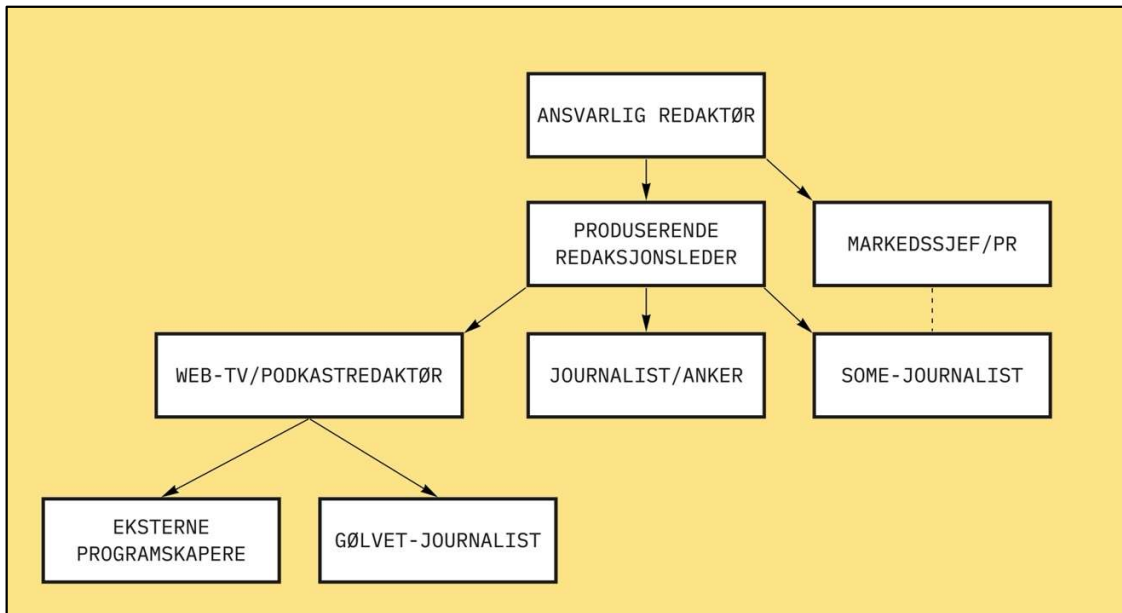 ANSVARLIG REDAKTØR
PRODUSERENDE
REDAKSJONSLEDER
MARKEDSSJEF/PR
WEB-TV/PODKASTREDAKTØR
JOURNALIST/ANKER
SOME-JOURNALIST
EKSTERNE
PROGRAMSKAPERE
GØLVET-JOURNALIST